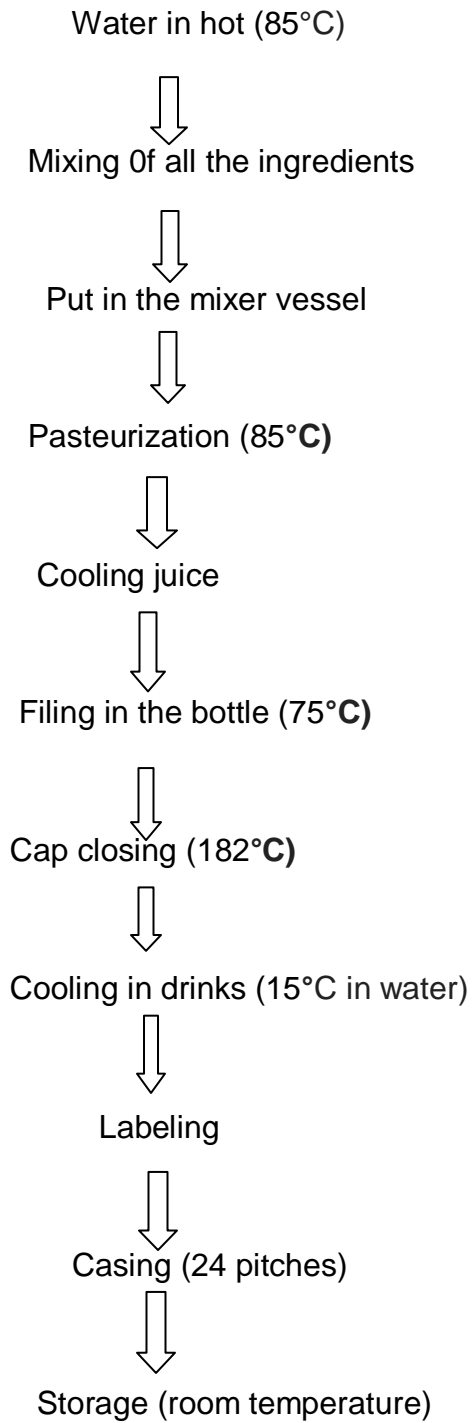 Water in hot (85°C)
Mixing 0f all the ingredients
Put in the mixer vessel
Pasteurization (85°C)
Cooling juice
Filing in the bottle (75°C)
Cap closing (182°C)
Cooling in drinks (15°C in water)
Labeling
Casing (24 pitches)
Storage (room temperature)